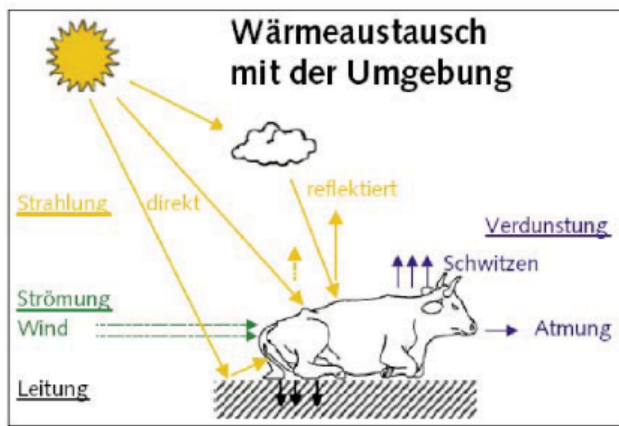 Wärmeaustausch
mit der Umgebung
Strahlung
direkt
reflektiert
Verdunstung
Schwitzen
Strömung
Wind
Atmung
Leitung